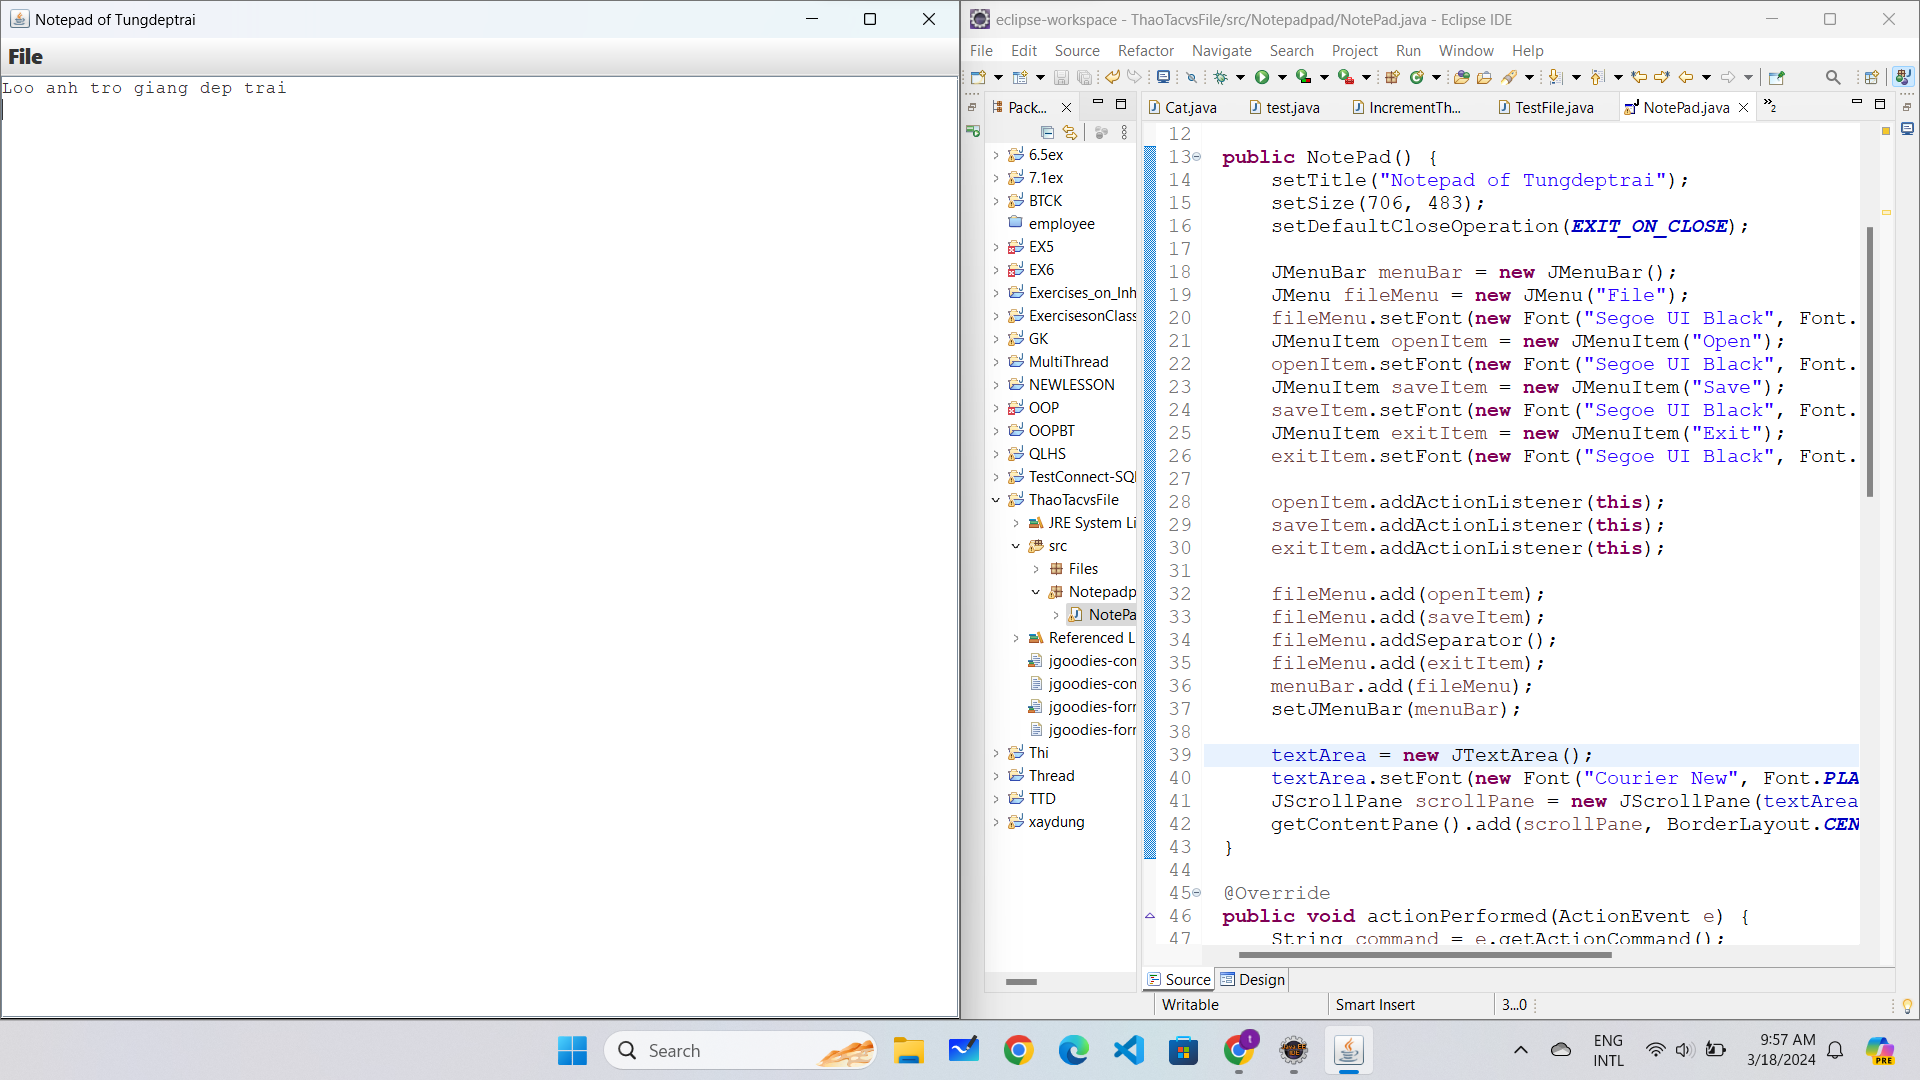 Notepad of Tungdeptrai
File
Loo anh tro giang dep trai
eclipse-workspace - ThaoTacvsFile/src/Notepadpad/NotePad.java - Eclipse IDE
File Edit Source Refactor Navigate Search Project Run Window Help
Pack...
6.5ex
7.1ex
BTCK
employee
EX5
EX6
Exercises_on_Inh
ExercisesonClass
GK
MultiThread
NEWLESSON
OOP
OOPBT
QLHS
TestConnect-SQL
ThaoTacvsFile
JRE System Li
src
Files
Notepadp
NotePa
Referenced L
jgoodies-com
jgoodies-com
jgoodies-forr
jgoodies-forr
Thi
Thread
TTD
xaydung
Cat.java test.java IncrementTh... TestFile.java NotePad.java »2
12
13 public NotePad() {
14 setTitle("Notepad of Tungdeptrai");
15 setSize(706, 483);
16 setDefaultCloseOperation(EXIT_ON_CLOSE);
17
18 JMenuBar menuBar = new JMenuBar();
19 JMenu fileMenu = new JMenu("File");
20 fileMenu.setFont(new Font("Segoe UI Black", Font.
21 JMenuItem openItem = new JMenuItem("Open");
22 openItem.setFont(new Font("Segoe UI Black", Font.
23 JMenuItem saveItem = new JMenuItem("Save");
24 saveItem.setFont(new Font("Segoe UI Black", Font.
25 JMenuItem exitItem = new JMenuItem("Exit");
26 exitItem.setFont(new Font("Segoe UI Black", Font.
27
28 openItem.addActionListener(this);
29 saveItem.addActionListener(this);
30 exitItem.addActionListener(this);
31
32 fileMenu.add(openItem);
33 fileMenu.add(saveItem);
34 fileMenu.addSeparator();
35 fileMenu.add(exitItem);
36 menuBar.add(fileMenu);
37 setJMenuBar(menuBar);
38
39 textArea = new JTextArea();
40 textArea.setFont(new Font("Courier New", Font.PLA
41 JScrollPane scrollPane = new JScrollPane(textArea
42 getContentPane().add(scrollPane, BorderLayout.CEN
43 }
44
45 @Override
46 public void actionPerformed(ActionEvent e) {
47 String command = e.getActionCommand();
Source Design
Writable Smart Insert 3...0
Search
ENG
INTL
9:57 AM
3/18/2024